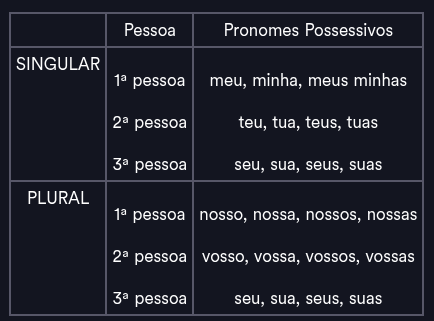 Pessoa Pronomes Possessivos
SINGULAR
1ª pessoa meu, minha, meus minhas
2ª pessoa teu, tua, teus, tuas
3ª pessoa seu, sua, seus, suas
PLURAL
1ª pessoa nosso, nossa, nossos, nossas
2ª pessoa vosso, vossa, vossos, vossas
3ª pessoa seu, sua, seus, suas